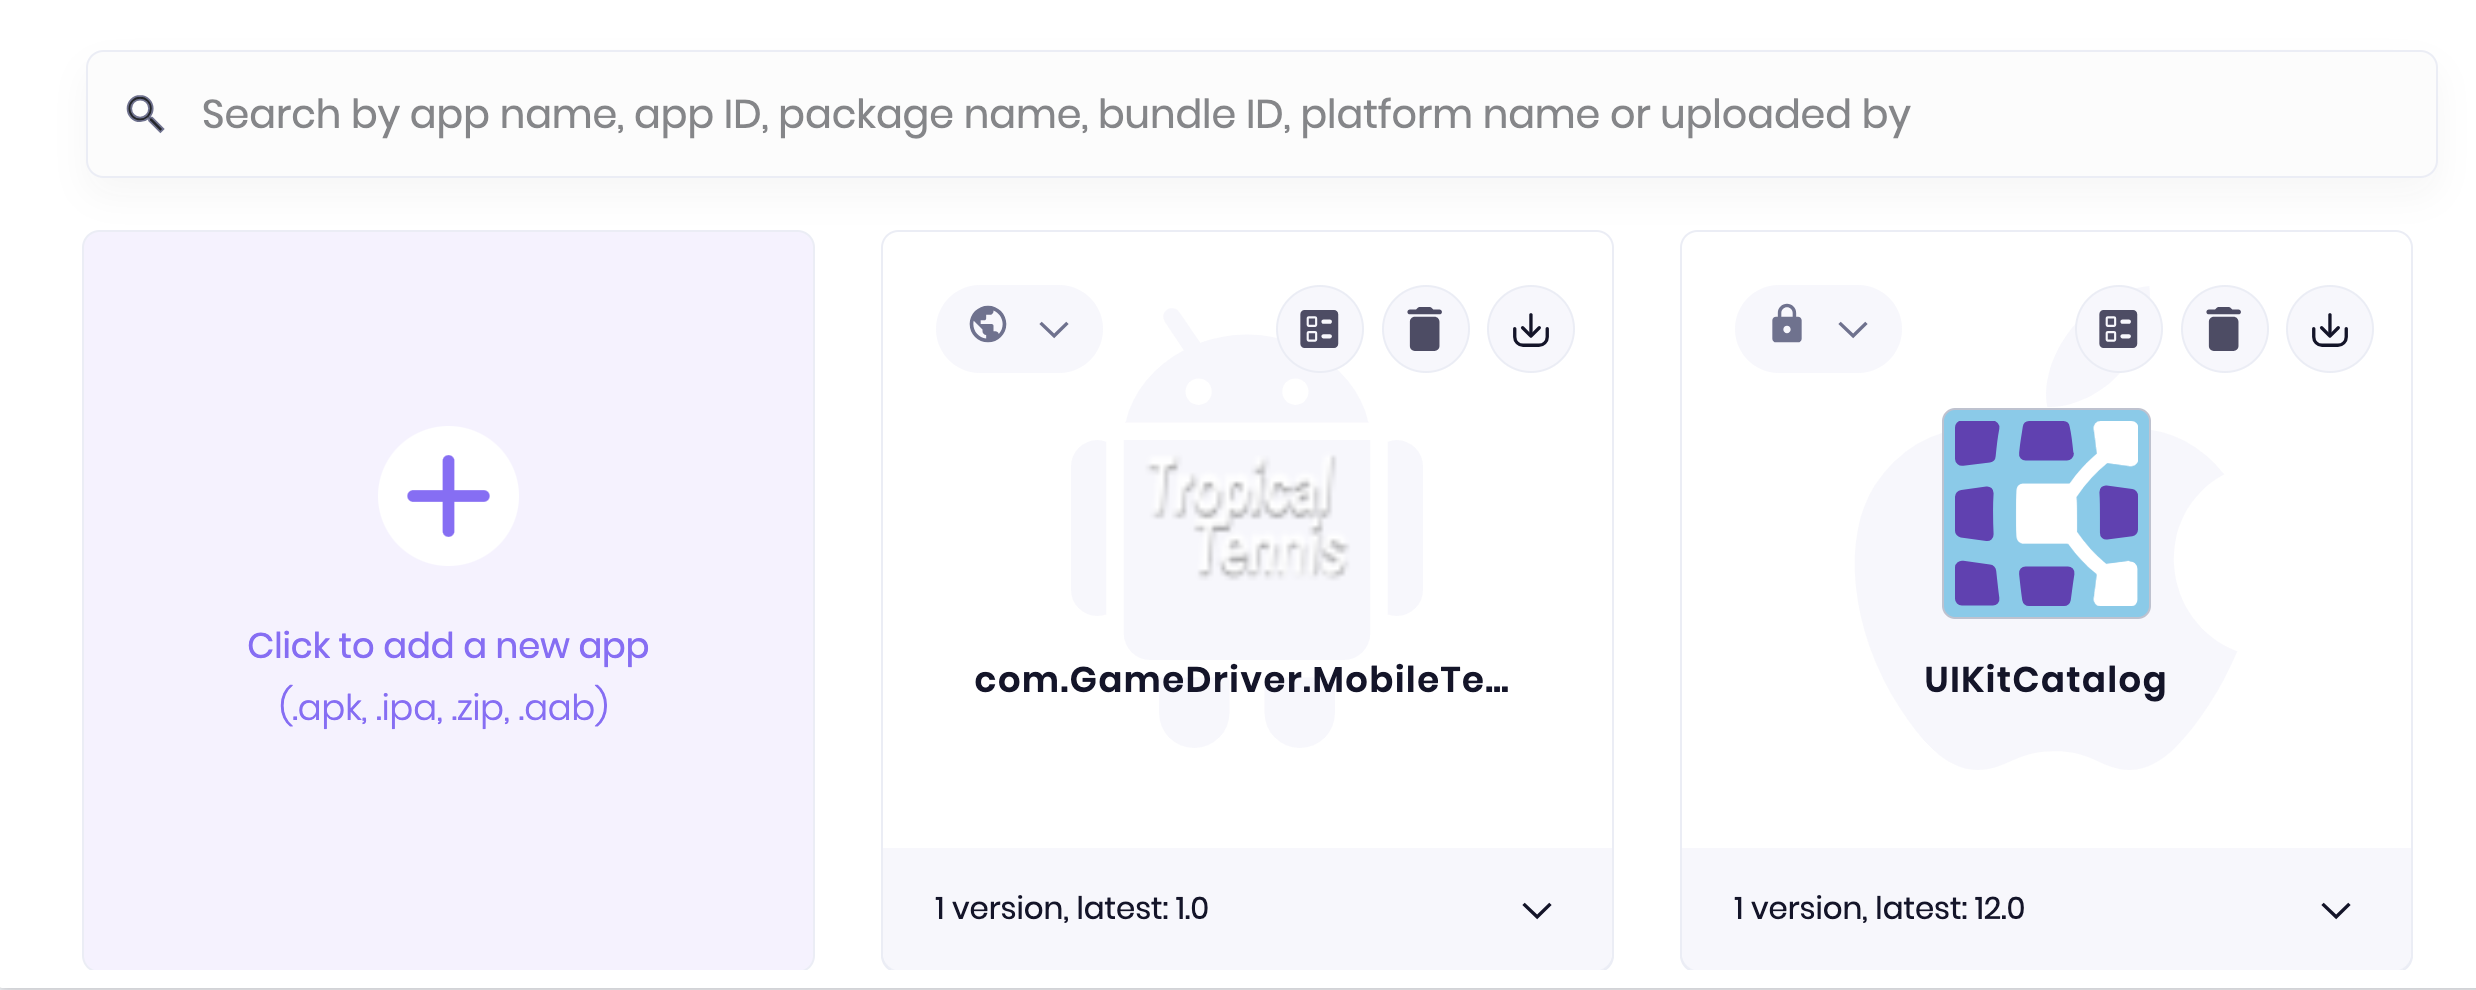 Search by app name, app ID, package name, bundle ID, platform name or uploaded by
Click to add a new app
(.apk, .ipa, .zip, .aab)
Tropical
Tennis
com.GameDriver.MobileTe...
1 version, latest: 1.0
UIKitCatalog
1 version, latest: 12.0